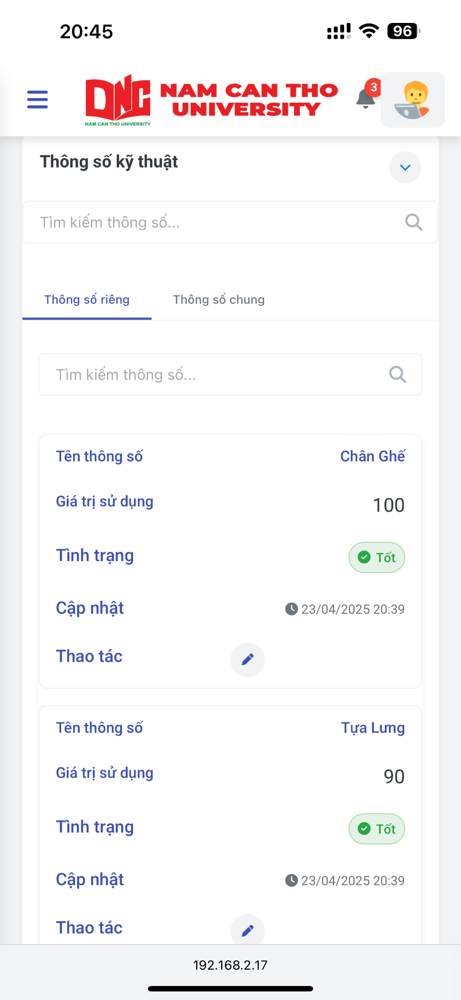 20:45
96
DNC
NAM CAN THO UNIVERSITY
NAM CAN THO
UNIVERSITY
3
Thông số kỹ thuật
Tìm kiếm thông số...
Thông số riêng
Thông số chung
Tìm kiếm thông số...
Tên thông số
Chân Ghế
Giá trị sử dụng
100
Tình trạng
Tốt
Cập nhật
23/04/2025 20:39
Thao tác
Tên thông số
Tựa Lưng
Giá trị sử dụng
90
Tình trạng
Tốt
Cập nhật
23/04/2025 20:39
Thao tác
192.168.2.17